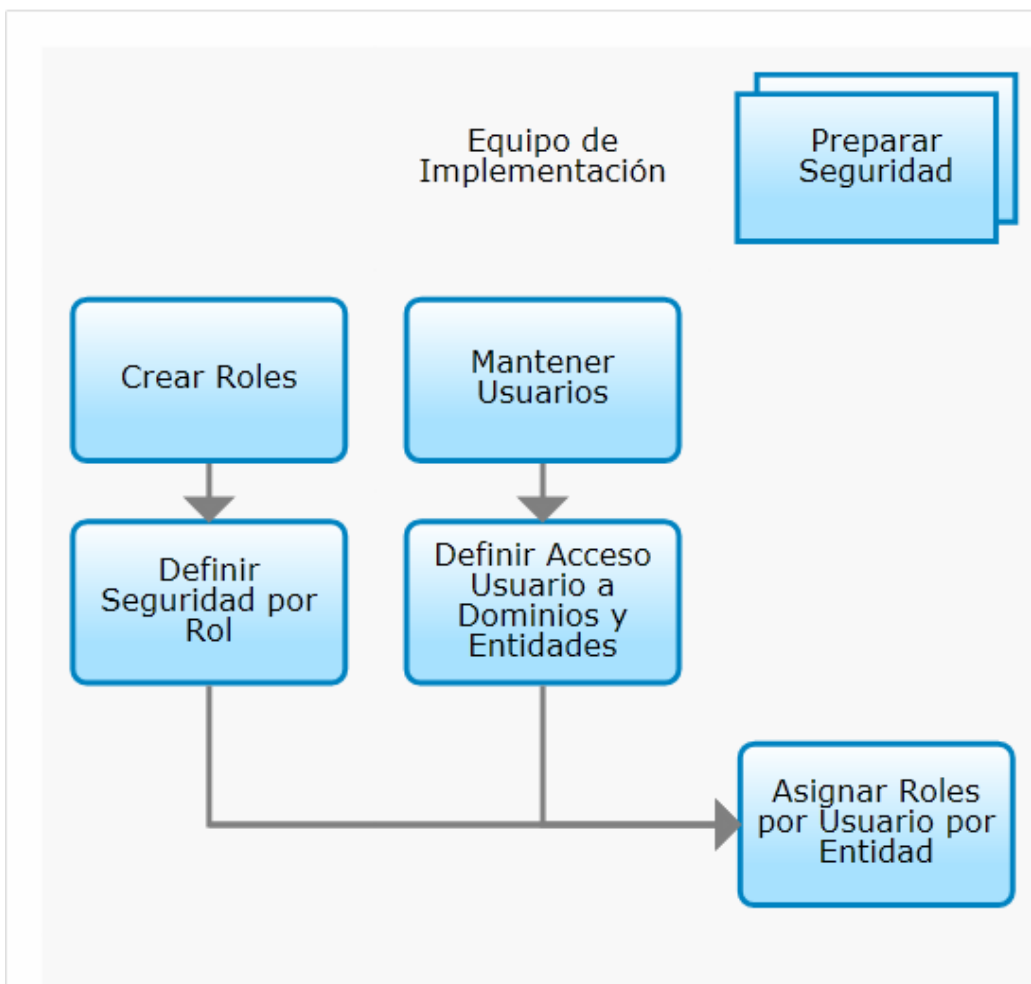 Equipo de
Implementación
Preparar
Seguridad
Crear Roles
Mantener
Usuarios
Definir
Seguridad por
Rol
Definir Acceso
Usuario a
Dominios y
Entidades
Asignar Roles
por Usuario por
Entidad